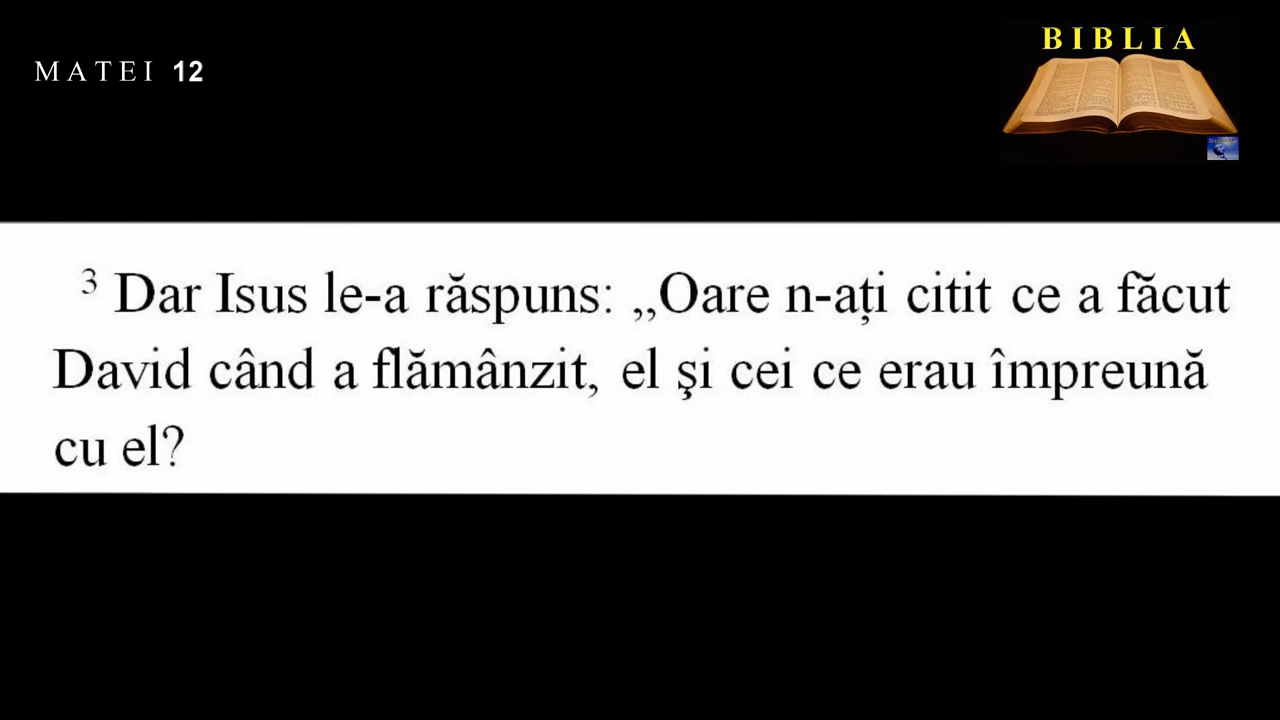 MATEI 12
BIBLIA
3 Dar Isus le-a răspuns: ,,Oare n-ați citit ce a făcut
David când a flămânzit, el şi cei ce erau împreună
cu el?